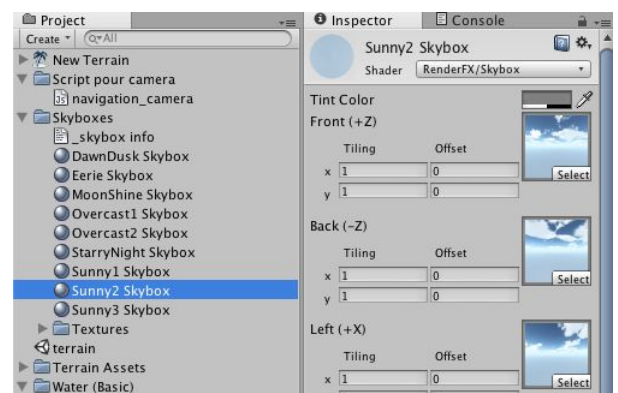 Project
Create
All
New Terrain
Script pour camera
Js navigation_camera
Skyboxes
_skybox info
DawnDusk Skybox
Eerie Skybox
MoonShine Skybox
Overcast1 Skybox
Overcast2 Skybox
StarryNight Skybox
Sunny1 Skybox
Sunny2 Skybox
Sunny3 Skybox
Textures
terrain
Terrain Assets
Water (Basic)
Inspector Console
Sunny2 Skybox
Shader RenderFX/Skybox
Tint Color
Front (+Z)
Tiling Offset
x 1 0 Select
y 1 0
Back (-Z)
Tiling Offset
x 1 0 Select
y 1 0
Left (+X)
Tiling Offset
x 1 0 Select